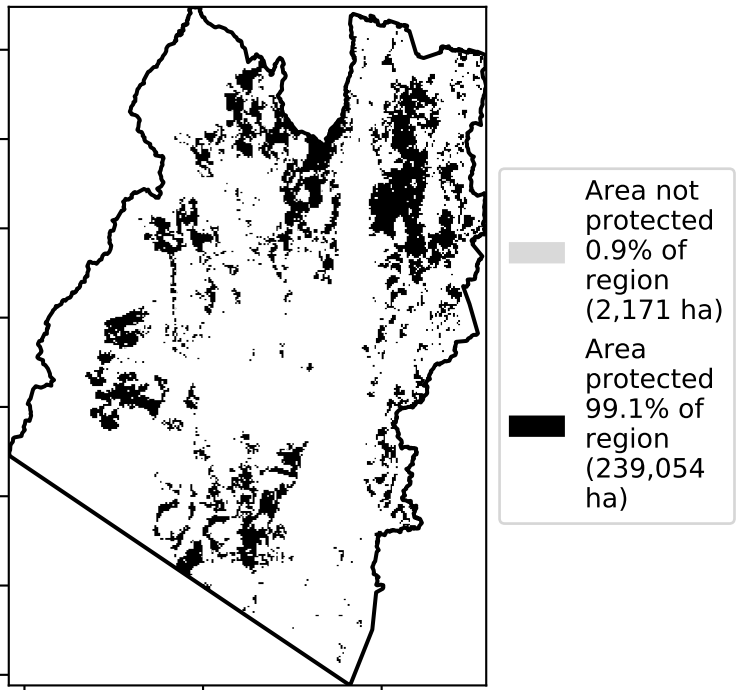 Area not
protected
0.9% of
region
(2,171 ha)
Area
protected
99.1% of
region
(239,054
ha)